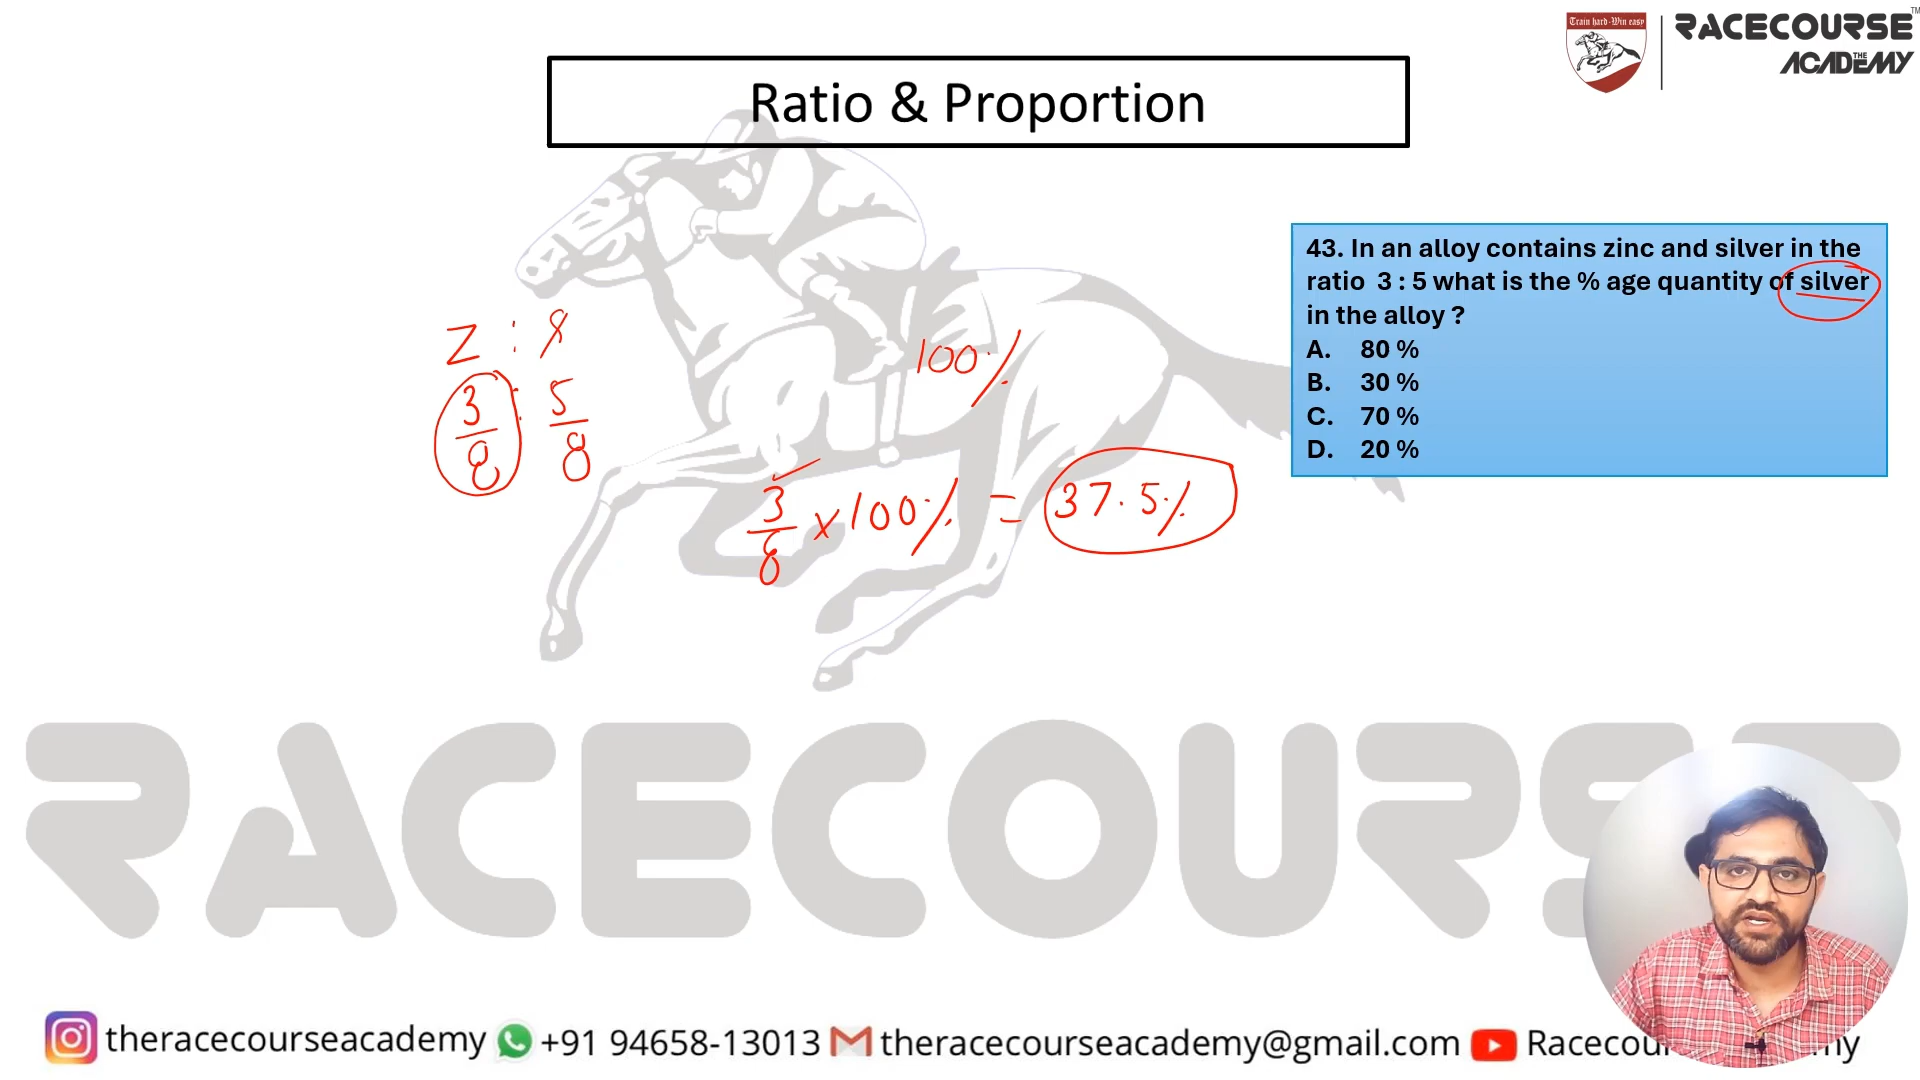 Train hard-Win easy
RACECOURSE TM
THE ACADEMY
Ratio & Proportion
43. In an alloy contains zinc and silver in the
ratio 3 : 5 what is the % age quantity of silver
in the alloy ?
A. 80 %
B. 30 %
C. 70 %
D. 20 %
Z :
3/8 : 5/8
100%
3/8 x 100% = 37.5%
RACECOURSE
theracecourseacademy +91 94658-13013 theracecourseacademy@gmail.com